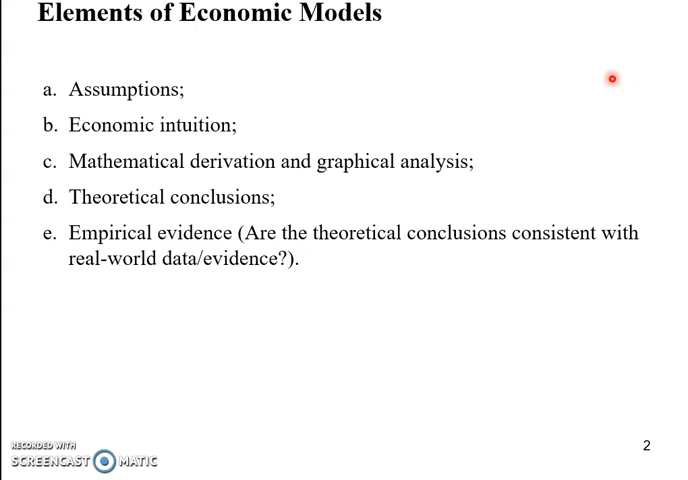 Elements of Economic Models
a. Assumptions;
b. Economic intuition;
c. Mathematical derivation and graphical analysis;
d. Theoretical conclusions;
e. Empirical evidence (Are the theoretical conclusions consistent with
real-world data/evidence?).
2
RECORDED WITH
SCREENCAST MATIC